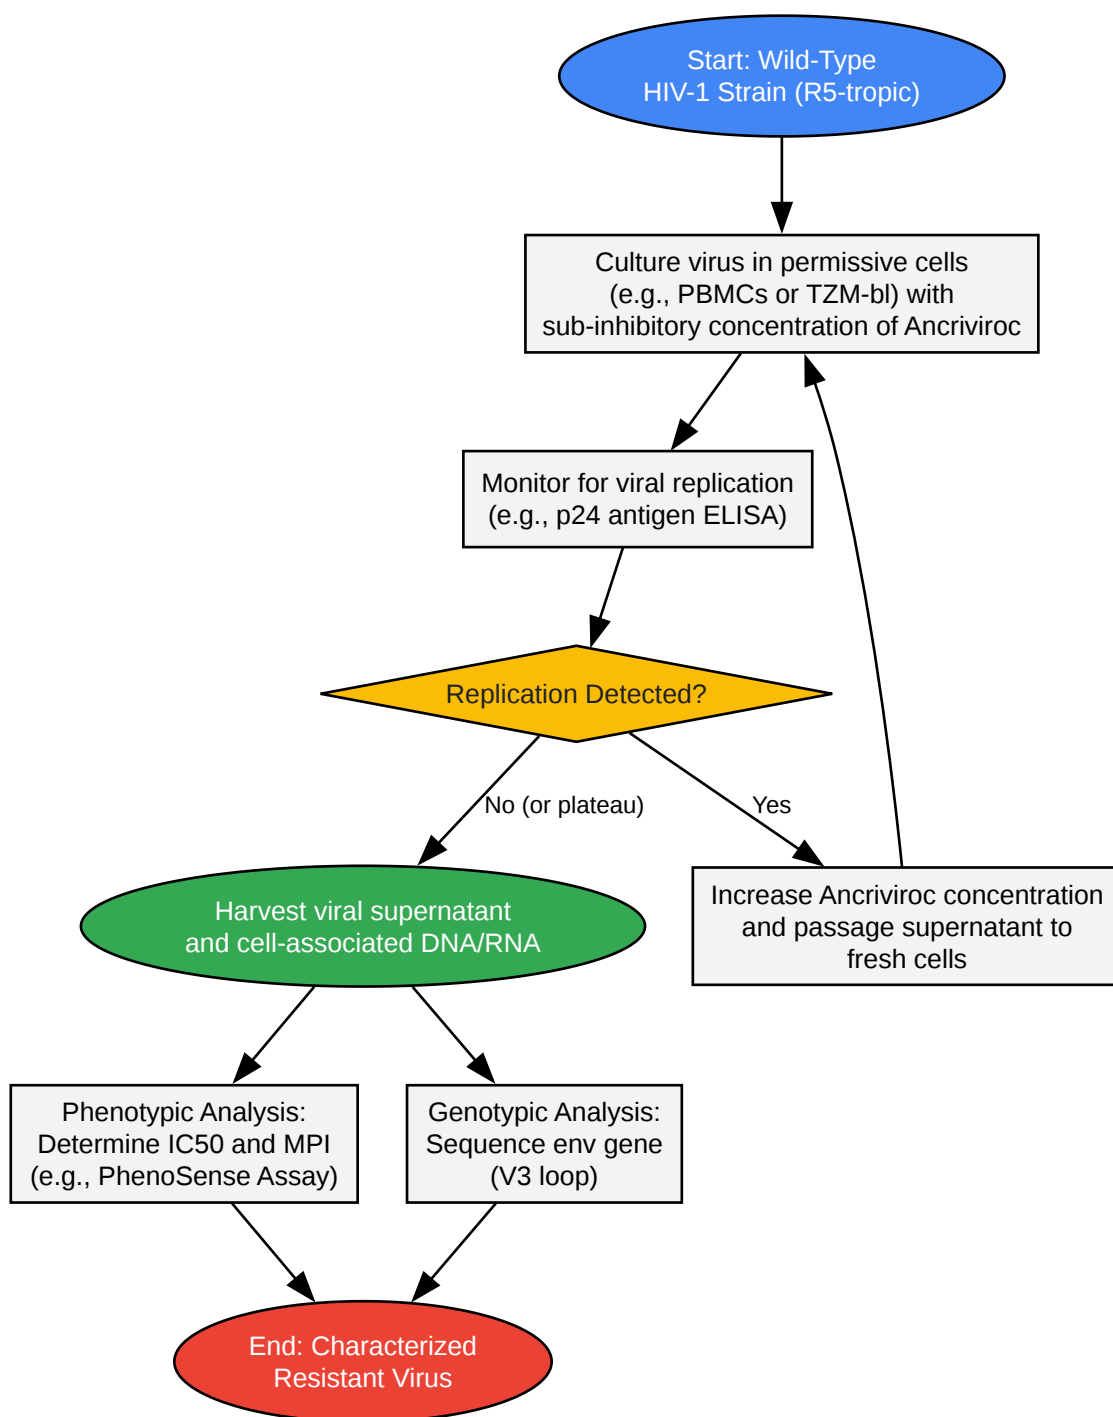 Start: Wild-Type
HIV-1 Strain (R5-tropic)
Culture virus in permissive cells
(e.g., PBMCs or TZM-bl) with
sub-inhibitory concentration of Ancriviroc
Monitor for viral replication
(e.g., p24 antigen ELISA)
Replication Detected?
No (or plateau)
Yes
Harvest viral supernatant
and cell-associated DNA/RNA
Increase Ancriviroc concentration
and passage supernatant to
fresh cells
Phenotypic Analysis:
Determine IC50 and MPI
(e.g., PhenoSense Assay)
Genotypic Analysis:
Sequence env gene
(V3 loop)
End: Characterized
Resistant Virus